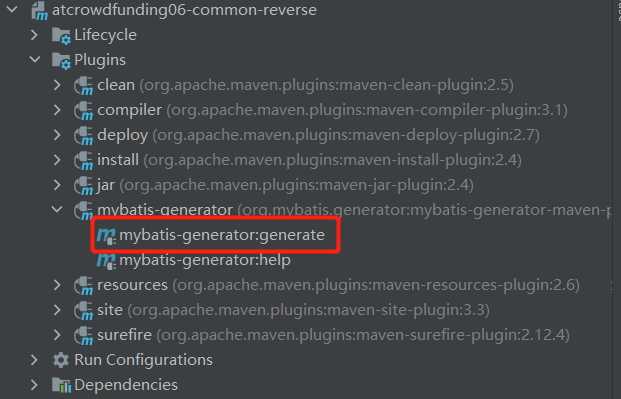 atcrowdfunding06-common-reverse
Lifecycle
Plugins
clean (org.apache.maven.plugins:maven-clean-plugin:2.5)
compiler (org.apache.maven.plugins:maven-compiler-plugin:3.1)
deploy (org.apache.maven.plugins:maven-deploy-plugin:2.7)
install (org.apache.maven.plugins:maven-install-plugin:2.4)
jar (org.apache.maven.plugins:maven-jar-plugin:2.4)
mybatis-generator (org.mybatis.generator:mybatis-generator-maven-p
mybatis-generator:generate
mybatis-generator:help
resources (org.apache.maven.plugins:maven-resources-plugin:2.6)
site (org.apache.maven.plugins:maven-site-plugin:3.3)
surefire (org.apache.maven.plugins:maven-surefire-plugin:2.12.4)
Run Configurations
Dependencies